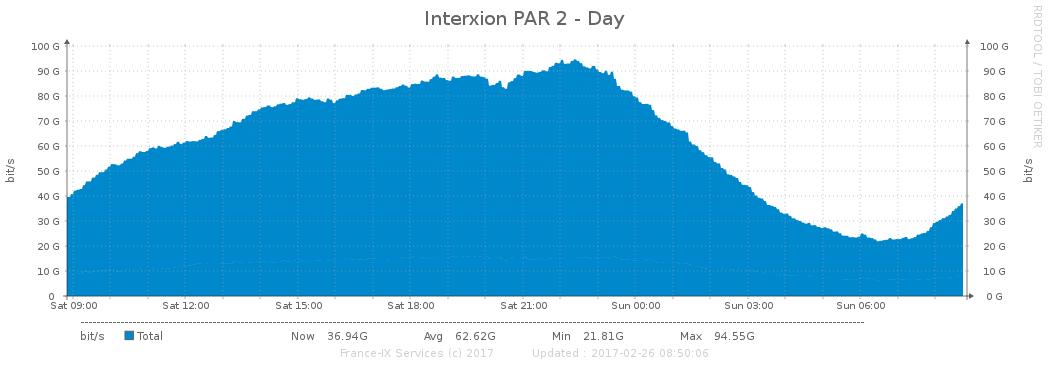 Interxion PAR 2 - Day
RRDTOOL / TOBI OETIKER
100 G 100 G
90 G 90 G
80 G 80 G
70 G 70 G
60 G 60 G
50 G 50 G
40 G 40 G
30 G 30 G
20 G 20 G
10 G 10 G
0 0 G
bit/s bit/s
Sat 09:00 Sat 12:00 Sat 15:00 Sat 18:00 Sat 21:00 Sun 00:00 Sun 03:00 Sun 06:00
bit/s Total Now 36.94G Avg 62.62G Min 21.81G Max 94.55G
France-IX Services (c) 2017 Updated : 2017-02-26 08:50:06